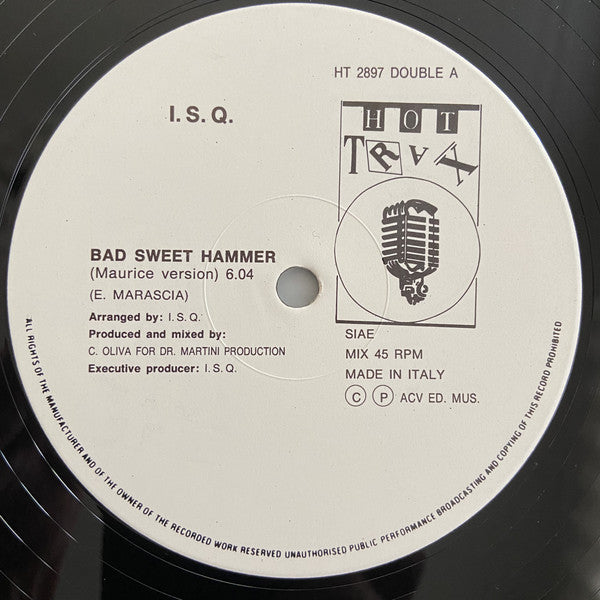 HT 2897 DOUBLE A
I.S.Q.
HOT
TRAX
BAD SWEET HAMMER
(Maurice version) 6.04
(E. MARASCIA)
Arranged by: I.S.Q.
Produced and mixed by:
C. OLIVA FOR DR. MARTINI PRODUCTION
Executive producer: I.S.Q.
SIAE
MIX 45 RPM
MADE IN ITALY
Ⓒ Ⓟ ACV ED. MUS.
ALL RIGHTS OF THE MANUFACTURER AND OF THE OWNER OF THE RECORDED WORK RESERVED UNAUTHORISED PUBLIC PERFORMANCE BROADCASTING AND COPYING OF THIS RECORD PROHIBITED